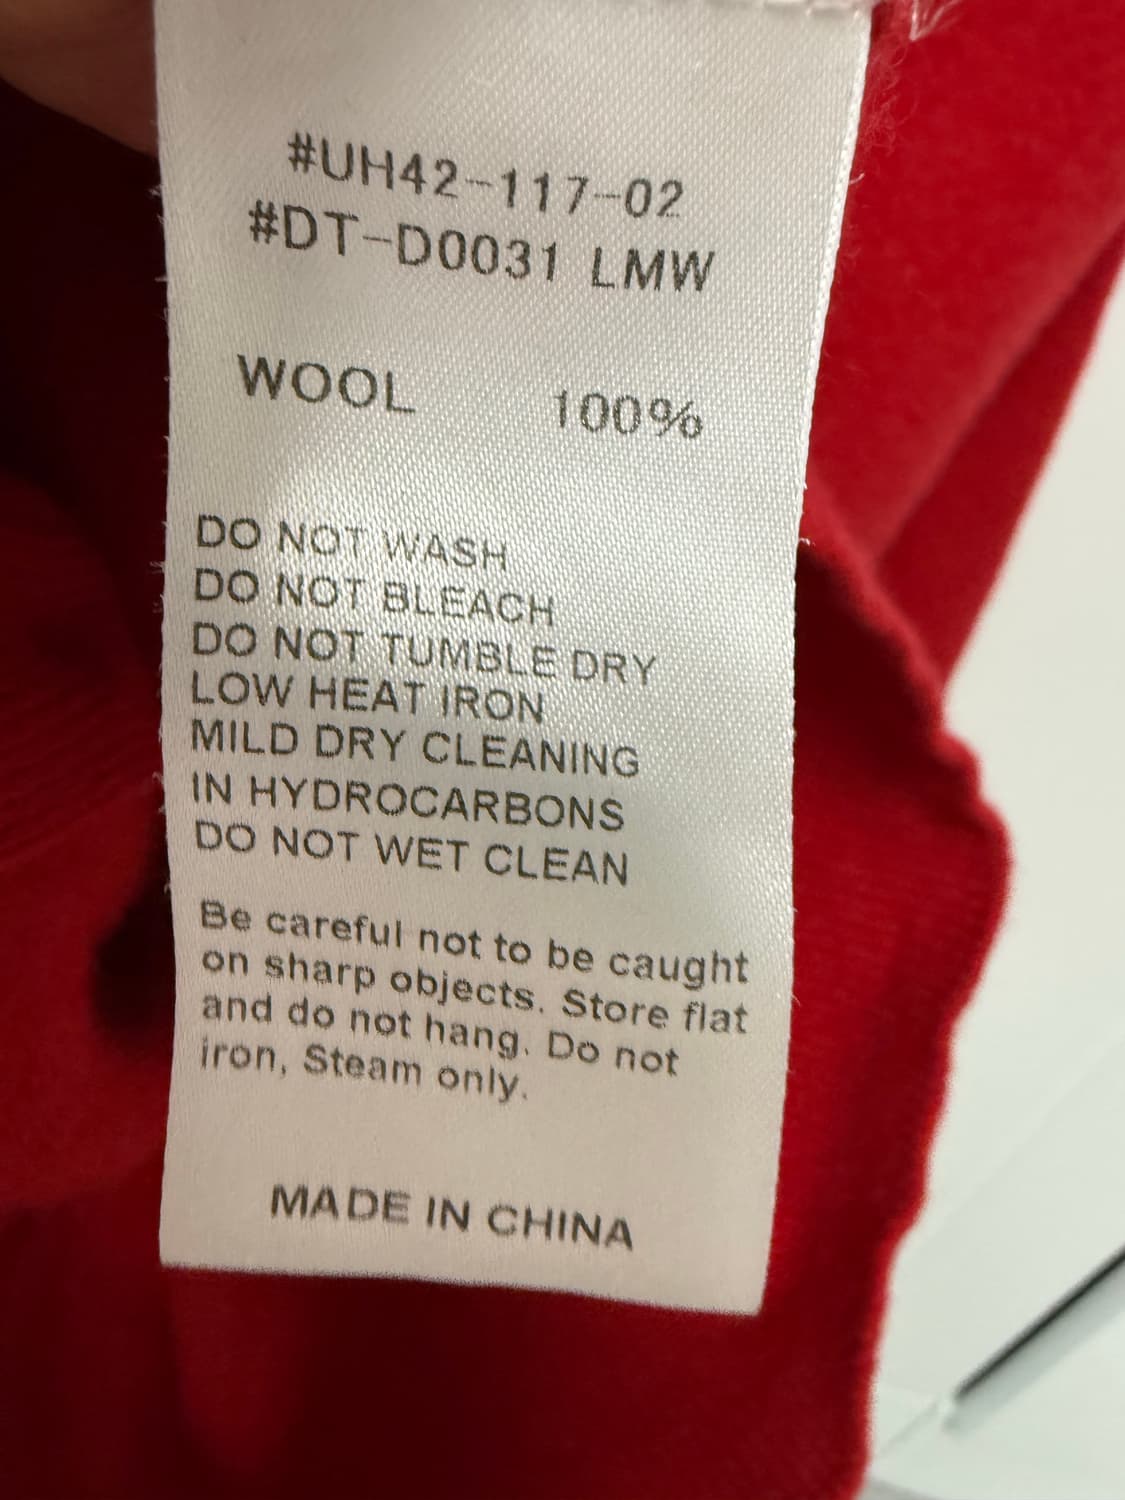 #UH42-117-02
#DT-D0031 LMW
WOOL 100%
DO NOT WASH
DO NOT BLEACH
DO NOT TUMBLE DRY
LOW HEAT IRON
MILD DRY CLEANING
IN HYDROCARBONS
DO NOT WET CLEAN
Be careful not to be caught
on sharp objects. Store flat
and do not hang. Do not
iron, Steam only.
MADE IN CHINA